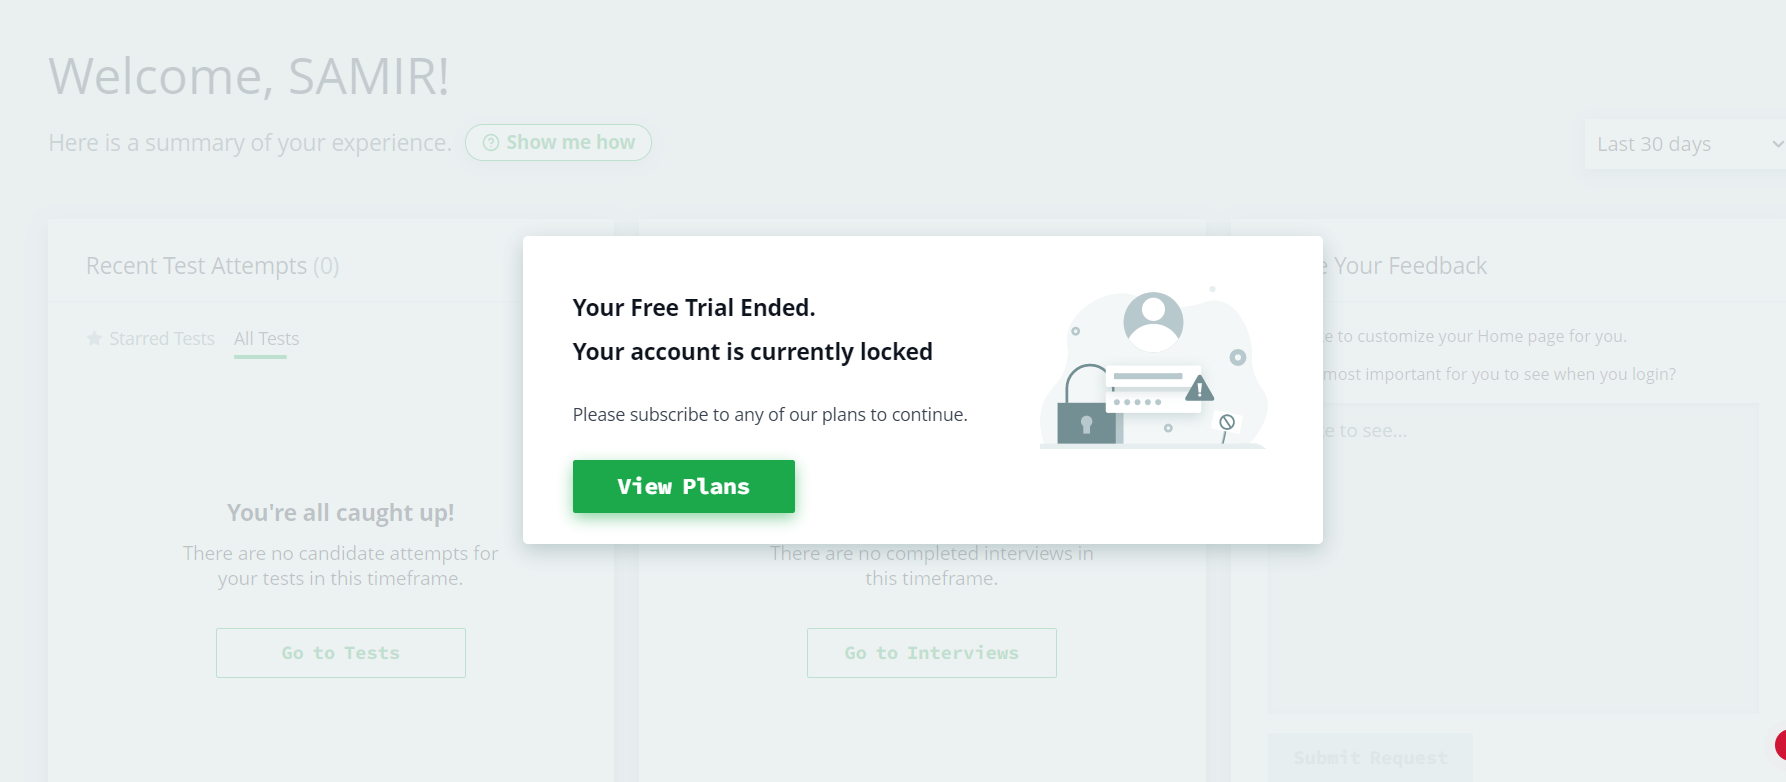 Welcome, SAMIR!
Here is a summary of your experience.
Show me how
Last 30 days
Recent Test Attempts (0)
Starred Tests
All Tests
You're all caught up!
There are no candidate attempts for
your tests in this timeframe.
Go to Tests
Your Free Trial Ended.
Your account is currently locked
Please subscribe to any of our plans to continue.
View Plans
There are no completed interviews in
this timeframe.
Go to Interviews
Your Feedback
to customize your Home page for you.
most important for you to see when you login?
to see...
Submit Request